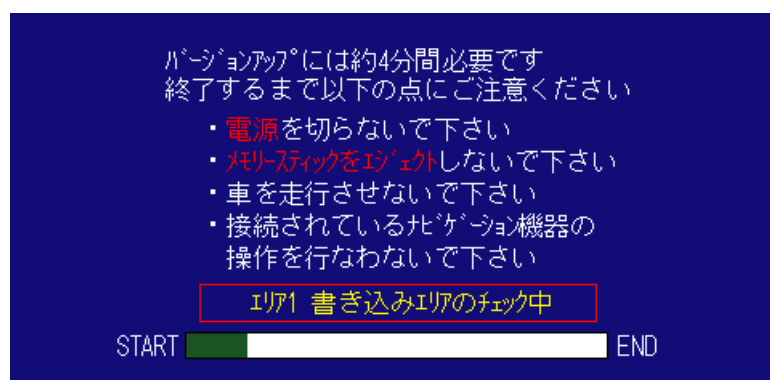 ﾊﾞｰｼﾞｮﾝｱｯﾌﾟには約4分間必要です
終了するまで以下の点にご注意ください
・電源を切らないで下さい
・ﾒﾓﾘｰｽﾃｨｯｸをｴｼﾞｪｸﾄしないで下さい
・車を走行させないで下さい
・接続されているﾅﾋﾞｹﾞｰｼｮﾝ機器の
操作を行なわないで下さい
ｴﾘｱ1 書き込みｴﾘｱのﾁｪｯｸ中
START END